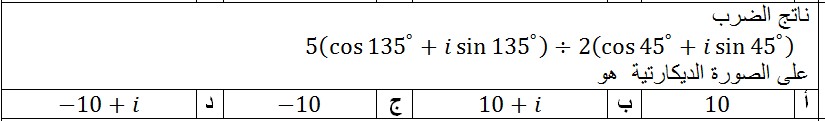 ناتج الضرب
5(cos 135° + i sin 135°) ÷ 2(cos 45° + i sin 45°)
على الصورة الديكارتية هو
أ 10 ب 10 + i ج −10 د −10 + i